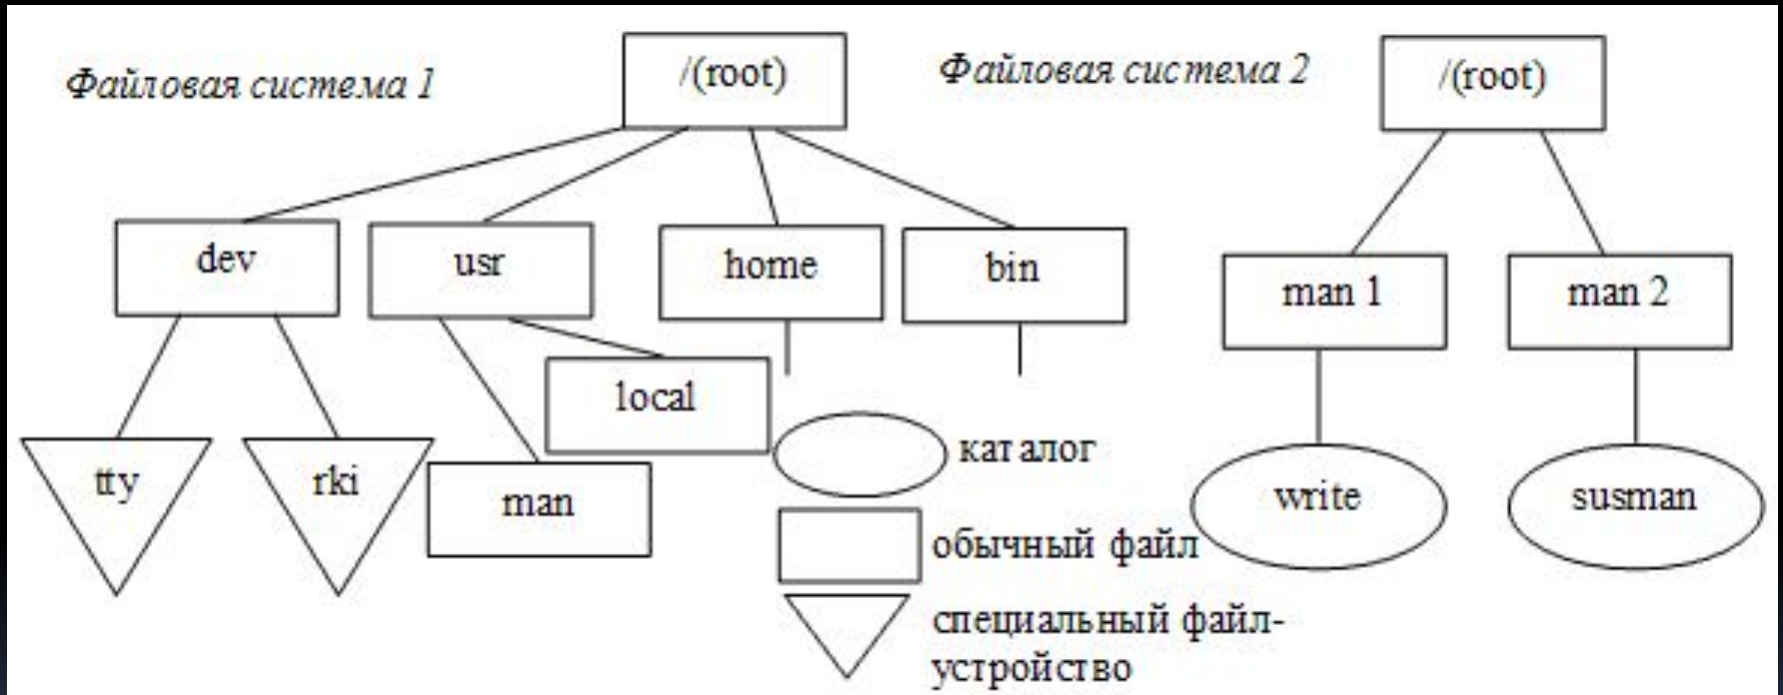 Файловая система 1
/(root)
Файловая система 2
/(root)
dev
usr
home
bin
man 1
man 2
local
tty
rki
man
каталог
write
susman
обычный файл
специальный файл-
устройство